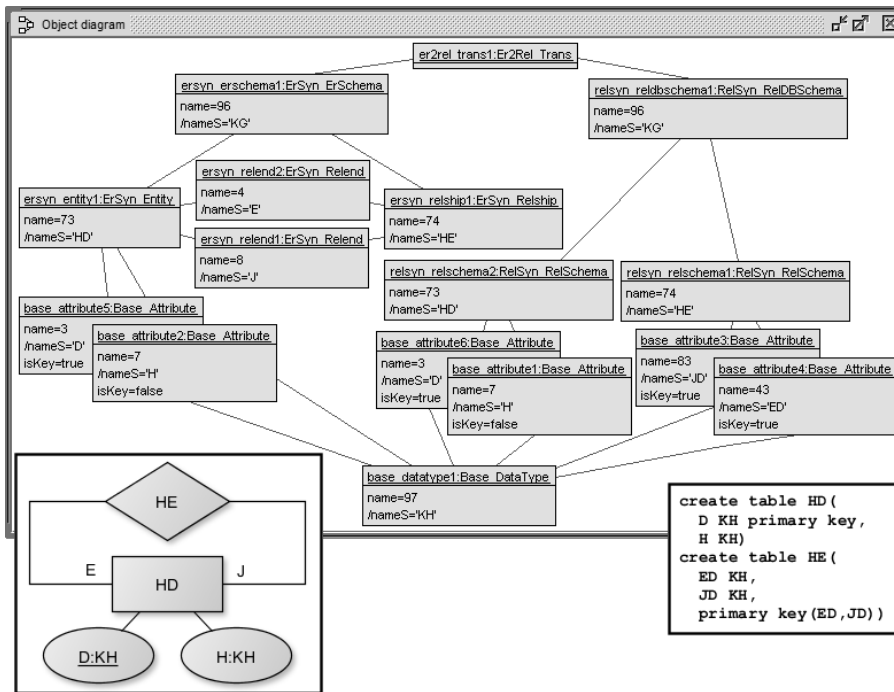 Object diagram
er2rel_trans1:Er2Rel_Trans
ersyn_erschema1:ErSyn_ErSchema
name=96
/nameS='KG'
relsyn_reldbschema1:RelSyn_RelDBSchema
name=96
/nameS='KG'
ersyn_relend2:ErSyn_Relend
name=4
/nameS='E'
ersyn_entity1:ErSyn_Entity
name=73
/nameS='HD'
ersyn_relship1:ErSyn_Relship
name=74
/nameS='HE'
ersyn_relend1:ErSyn_Relend
name=8
/nameS='J'
relsyn_relschema2:RelSyn_RelSchema
name=73
/nameS='HD'
relsyn_relschema1:RelSyn_RelSchema
name=74
/nameS='HE'
base_attribute5:Base_Attribute
name=3
/nameS='D'
isKey=true
base_attribute2:Base_Attribute
name=7
/nameS='H'
isKey=false
base_attribute6:Base_Attribute
name=3
/nameS='D'
isKey=true
base_attribute1:Base_Attribute
name=7
/nameS='H'
isKey=false
base_attribute3:Base_Attribute
name=83
/nameS='JD'
isKey=true
base_attribute4:Base_Attribute
name=43
/nameS='ED'
isKey=true
base_datatype1:Base_DataType
name=97
/nameS='KH'
HE
E
HD
J
D:KH
H:KH
create table HD(
D KH primary key,
H KH)
create table HE(
ED KH,
JD KH,
primary key(ED,JD))